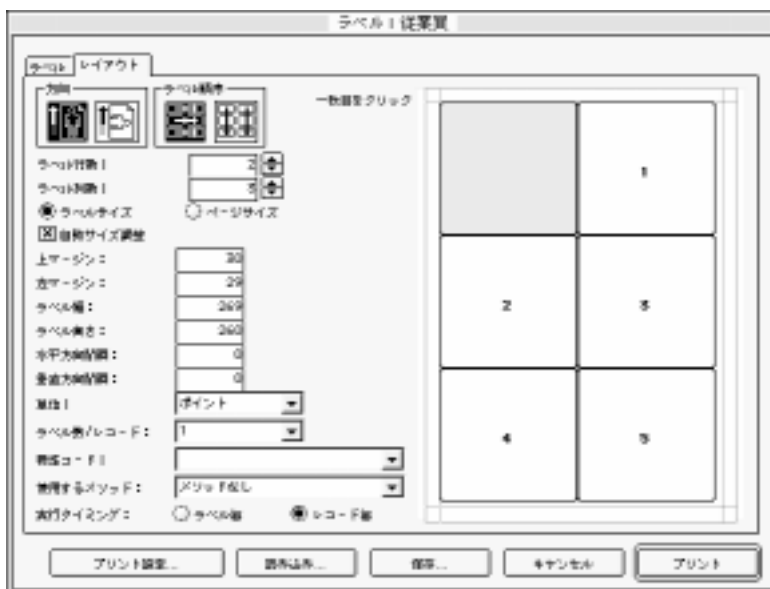 ラベル：従業員
ラベル
レイアウト
方向
ラベル順序
一枚目をクリック
ラベル行数：
2
ラベル列数：
3
ラベルサイズ
ページサイズ
自動サイズ調整
上マージン：
30
左マージン：
29
ラベル幅：
269
ラベル高さ：
260
水平方向間隔：
0
垂直方向間隔：
0
単位：
ポイント
ラベル数/レコード：
1
標準コード：
使用するメソッド：
メソッドなし
実行タイミング：
ラベル毎
レコード毎
1
2
3
4
5
プリント設定...
読み込み...
保存...
キャンセル
プリント